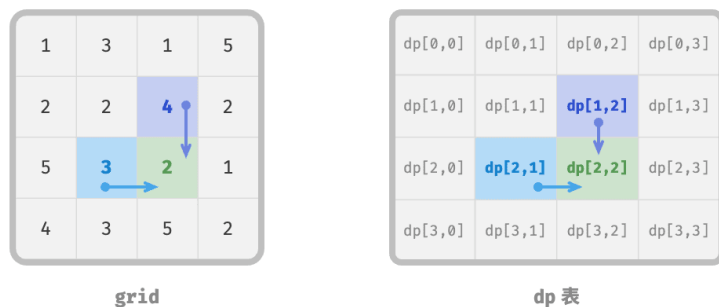 1 3 1 5
2 2 4 2
5 3 2 1
4 3 5 2
grid
dp[0,0] dp[0,1] dp[0,2] dp[0,3]
dp[1,0] dp[1,1] dp[1,2] dp[1,3]
dp[2,0] dp[2,1] dp[2,2] dp[2,3]
dp[3,0] dp[3,1] dp[3,2] dp[3,3]
dp 表